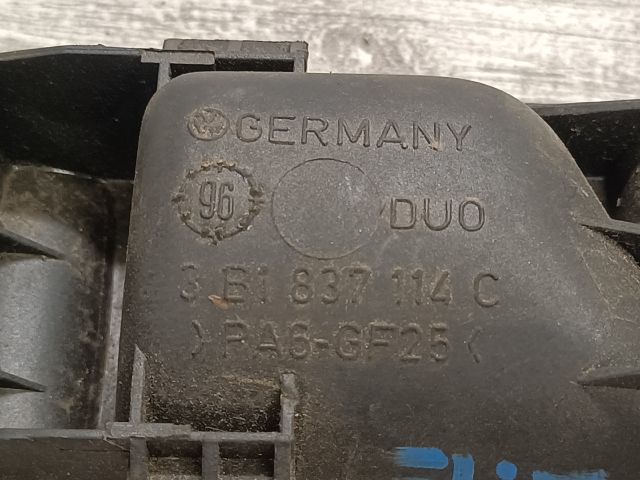 GERMANY
96 DUO
3B1 837 114 C
>PA6-GF25<